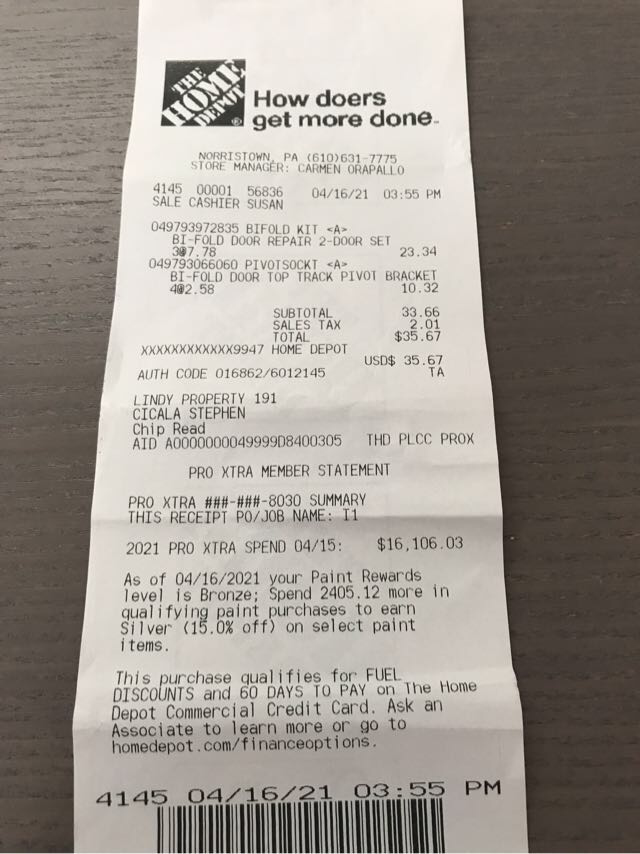 THE
HOME
DEPOT
®
How doers
get more done.
NORRISTOWN, PA (610)631-7775
STORE MANAGER: CARMEN ORAPALLO
4145 00001 56836 04/16/21 03:55 PM
SALE CASHIER SUSAN
049793972835 BIFOLD KIT <A>
BI-FOLD DOOR REPAIR 2-DOOR SET
3@7.78 23.34
049793066060 PIVOTSOCKT <A>
BI-FOLD DOOR TOP TRACK PIVOT BRACKET
4@2.58 10.32
SUBTOTAL 33.66
SALES TAX 2.01
TOTAL $35.67
XXXXXXXXXXXX9947 HOME DEPOT
USD$ 35.67
AUTH CODE 016862/6012145 TA
LINDY PROPERTY 191
CICALA STEPHEN
Chip Read
AID A0000000049999D8400305 THD PLCC PROX
PRO XTRA MEMBER STATEMENT
PRO XTRA ###-###-8030 SUMMARY
THIS RECEIPT PO/JOB NAME: I1
2021 PRO XTRA SPEND 04/15: $16,106.03
As of 04/16/2021 your Paint Rewards
level is Bronze; Spend 2405.12 more in
qualifying paint purchases to earn
Silver (15.0% off) on select paint
items.
This purchase qualifies for FUEL
DISCOUNTS and 60 DAYS TO PAY on The Home
Depot Commercial Credit Card. Ask an
Associate to learn more or go to
homedepot.com/financeoptions.
4145 04/16/21 03:55 PM